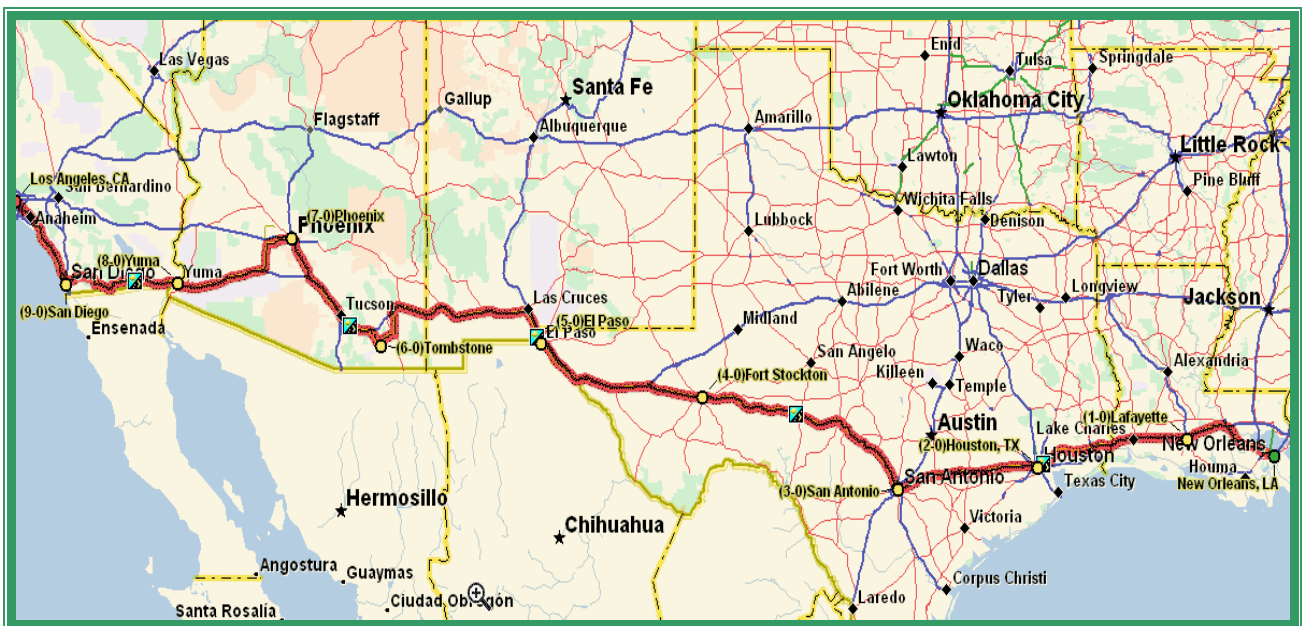 Las Vegas
Flagstaff
Gallup
Santa Fe
Albuquerque
Amarillo
Enid
Tulsa
Springdale
Oklahoma City
Little Rock
Lawton
Pine Bluff
Los Angeles, CA
San Bernardino
Anaheim
(7-0)Phoenix
Phoenix
Lubbock
Wichita Falls
Denison
(8-0)Yuma
San Diego
Yuma
Fort Worth
Dallas
Tyler
Longview
Jackson
(9-0)San Diego
Ensenada
Tucson
(6-0)Tombstone
Las Cruces
(5-0)El Paso
El Paso
Midland
Abilene
San Angelo
Waco
Killeen
Temple
Alexandria
(4-0)Fort Stockton
Austin
(2-0)Houston, TX
Houston
(1-0)Lafayette
Lake Charles
New Orleans
Houma
New Orleans, LA
(3-0)San Antonio
San Antonio
Texas City
Victoria
Hermosillo
Chihuahua
Angostura
Guaymas
Santa Rosalía
Ciudad Obregón
Corpus Christi
Laredo